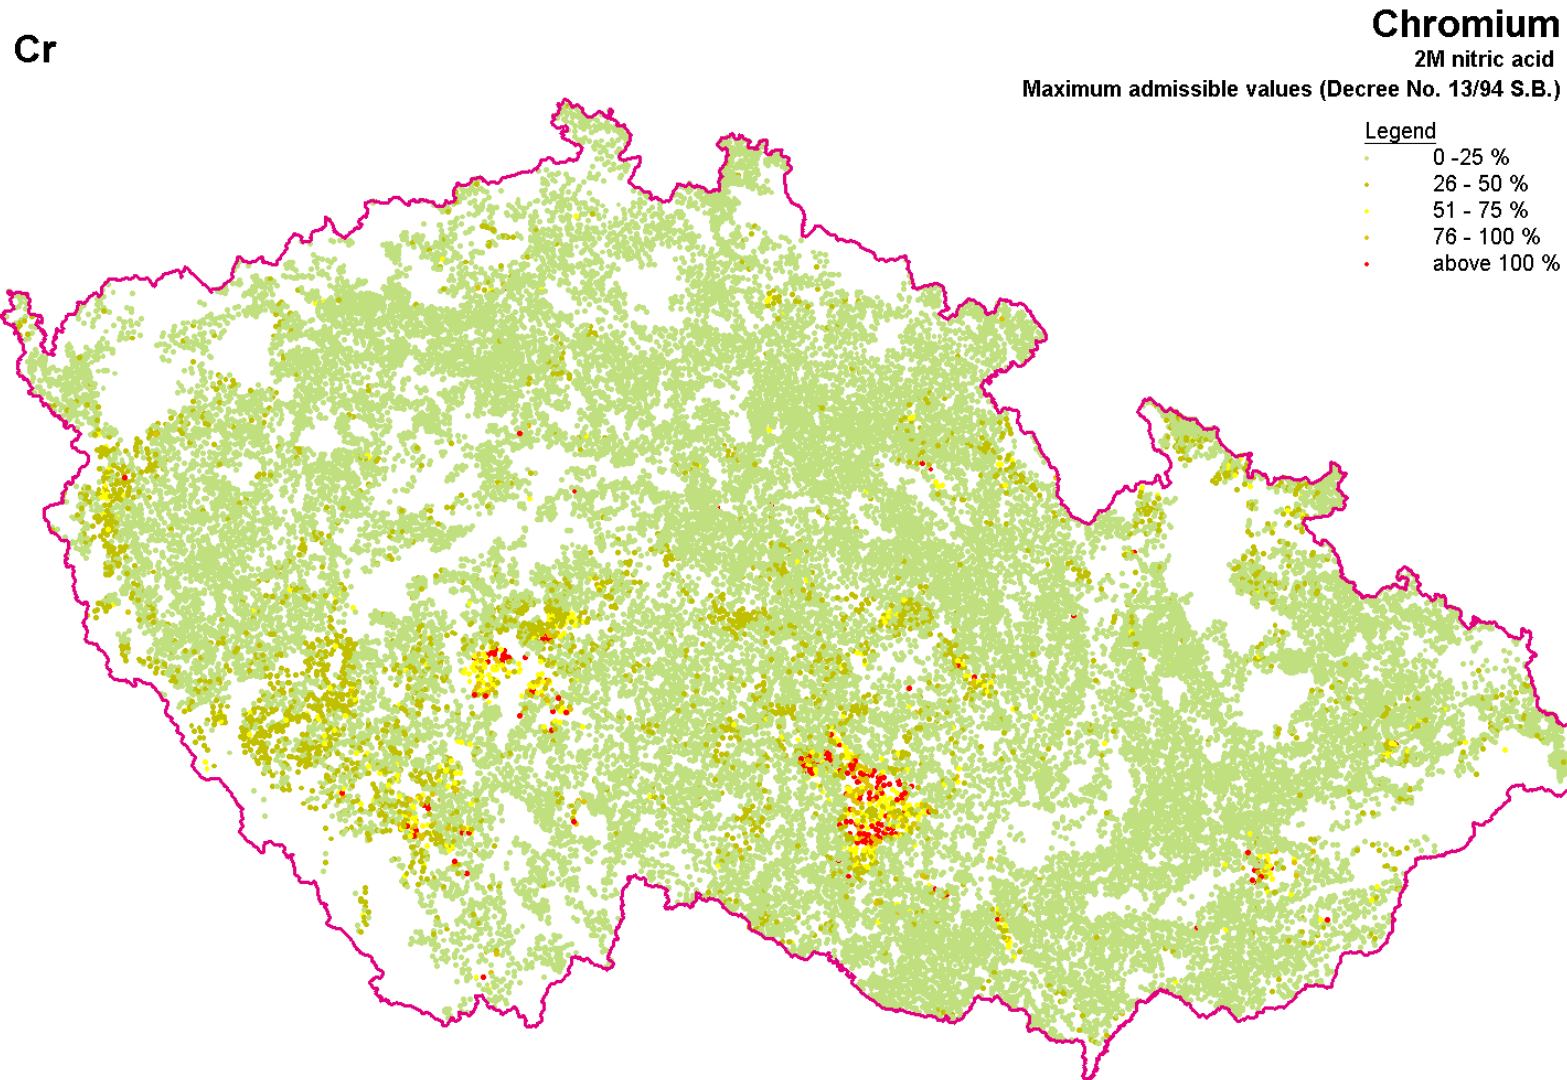 Cr
Chromium
2M nitric acid
Maximum admissible values (Decree No. 13/94 S.B.)
Legend
0 -25 %
26 - 50 %
51 - 75 %
76 - 100 %
above 100 %